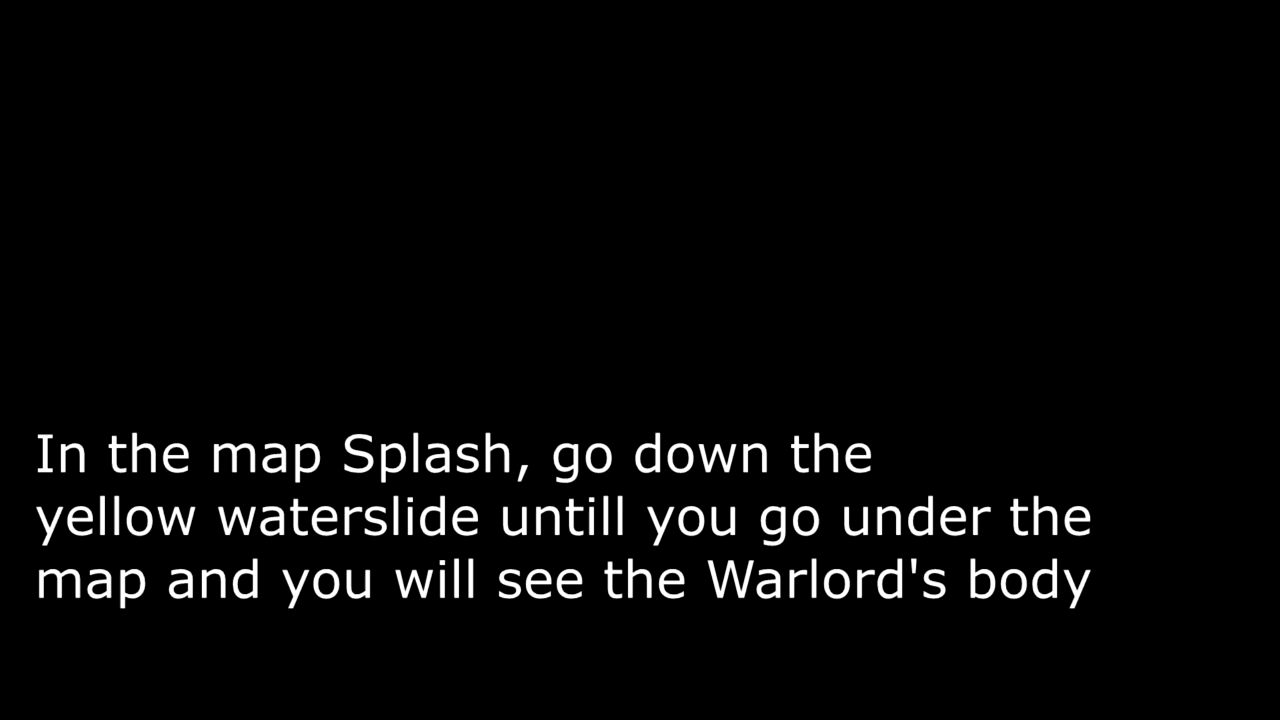 In the map Splash, go down the
yellow waterslide untill you go under the
map and you will see the Warlord's body